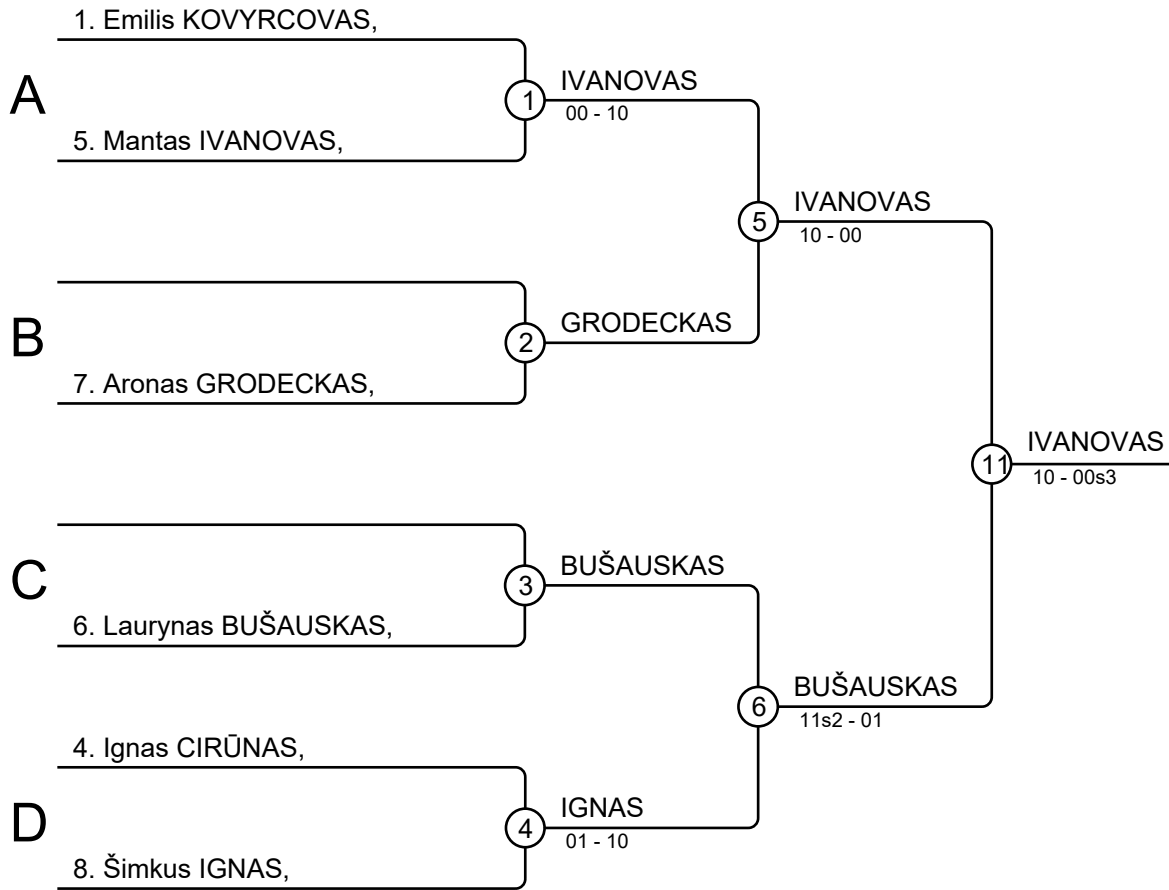 1. Emilis KOVYRCOVAS,
A
1
IVANOVAS
00 - 10
5. Mantas IVANOVAS,
5
IVANOVAS
10 - 00
B
2
GRODECKAS
7. Aronas GRODECKAS,
11
IVANOVAS
10 - 00s3
C
3
BUŠAUSKAS
6. Laurynas BUŠAUSKAS,
6
BUŠAUSKAS
11s2 - 01
4. Ignas CIRŪNAS,
D
4
IGNAS
01 - 10
8. Šimkus IGNAS,